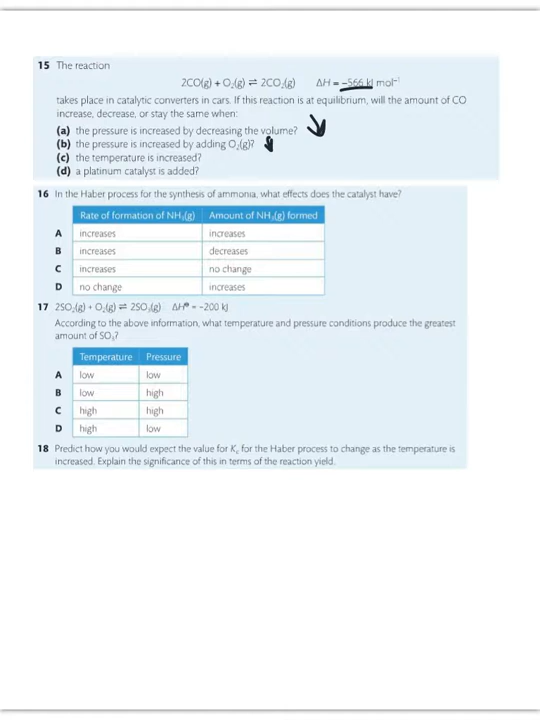 15 The reaction
2CO(g) + O₂(g) ⇌ 2CO₂(g) ΔH = −566 kJ mol⁻¹
takes place in catalytic converters in cars. If this reaction is at equilibrium, will the amount of CO
increase, decrease, or stay the same when:
(a) the pressure is increased by decreasing the volume?
(b) the pressure is increased by adding O₂(g)?
(c) the temperature is increased?
(d) a platinum catalyst is added?
16 In the Haber process for the synthesis of ammonia, what effects does the catalyst have?
Rate of formation of NH₃(g) Amount of NH₃(g) formed
A increases increases
B increases decreases
C increases no change
D no change increases
17 2SO₂(g) + O₂(g) ⇌ 2SO₃(g) ΔH⦵ = −200 kJ
According to the above information, what temperature and pressure conditions produce the greatest
amount of SO₃?
Temperature Pressure
A low low
B low high
C high high
D high low
18 Predict how you would expect the value for Kc for the Haber process to change as the temperature is
increased. Explain the significance of this in terms of the reaction yield.